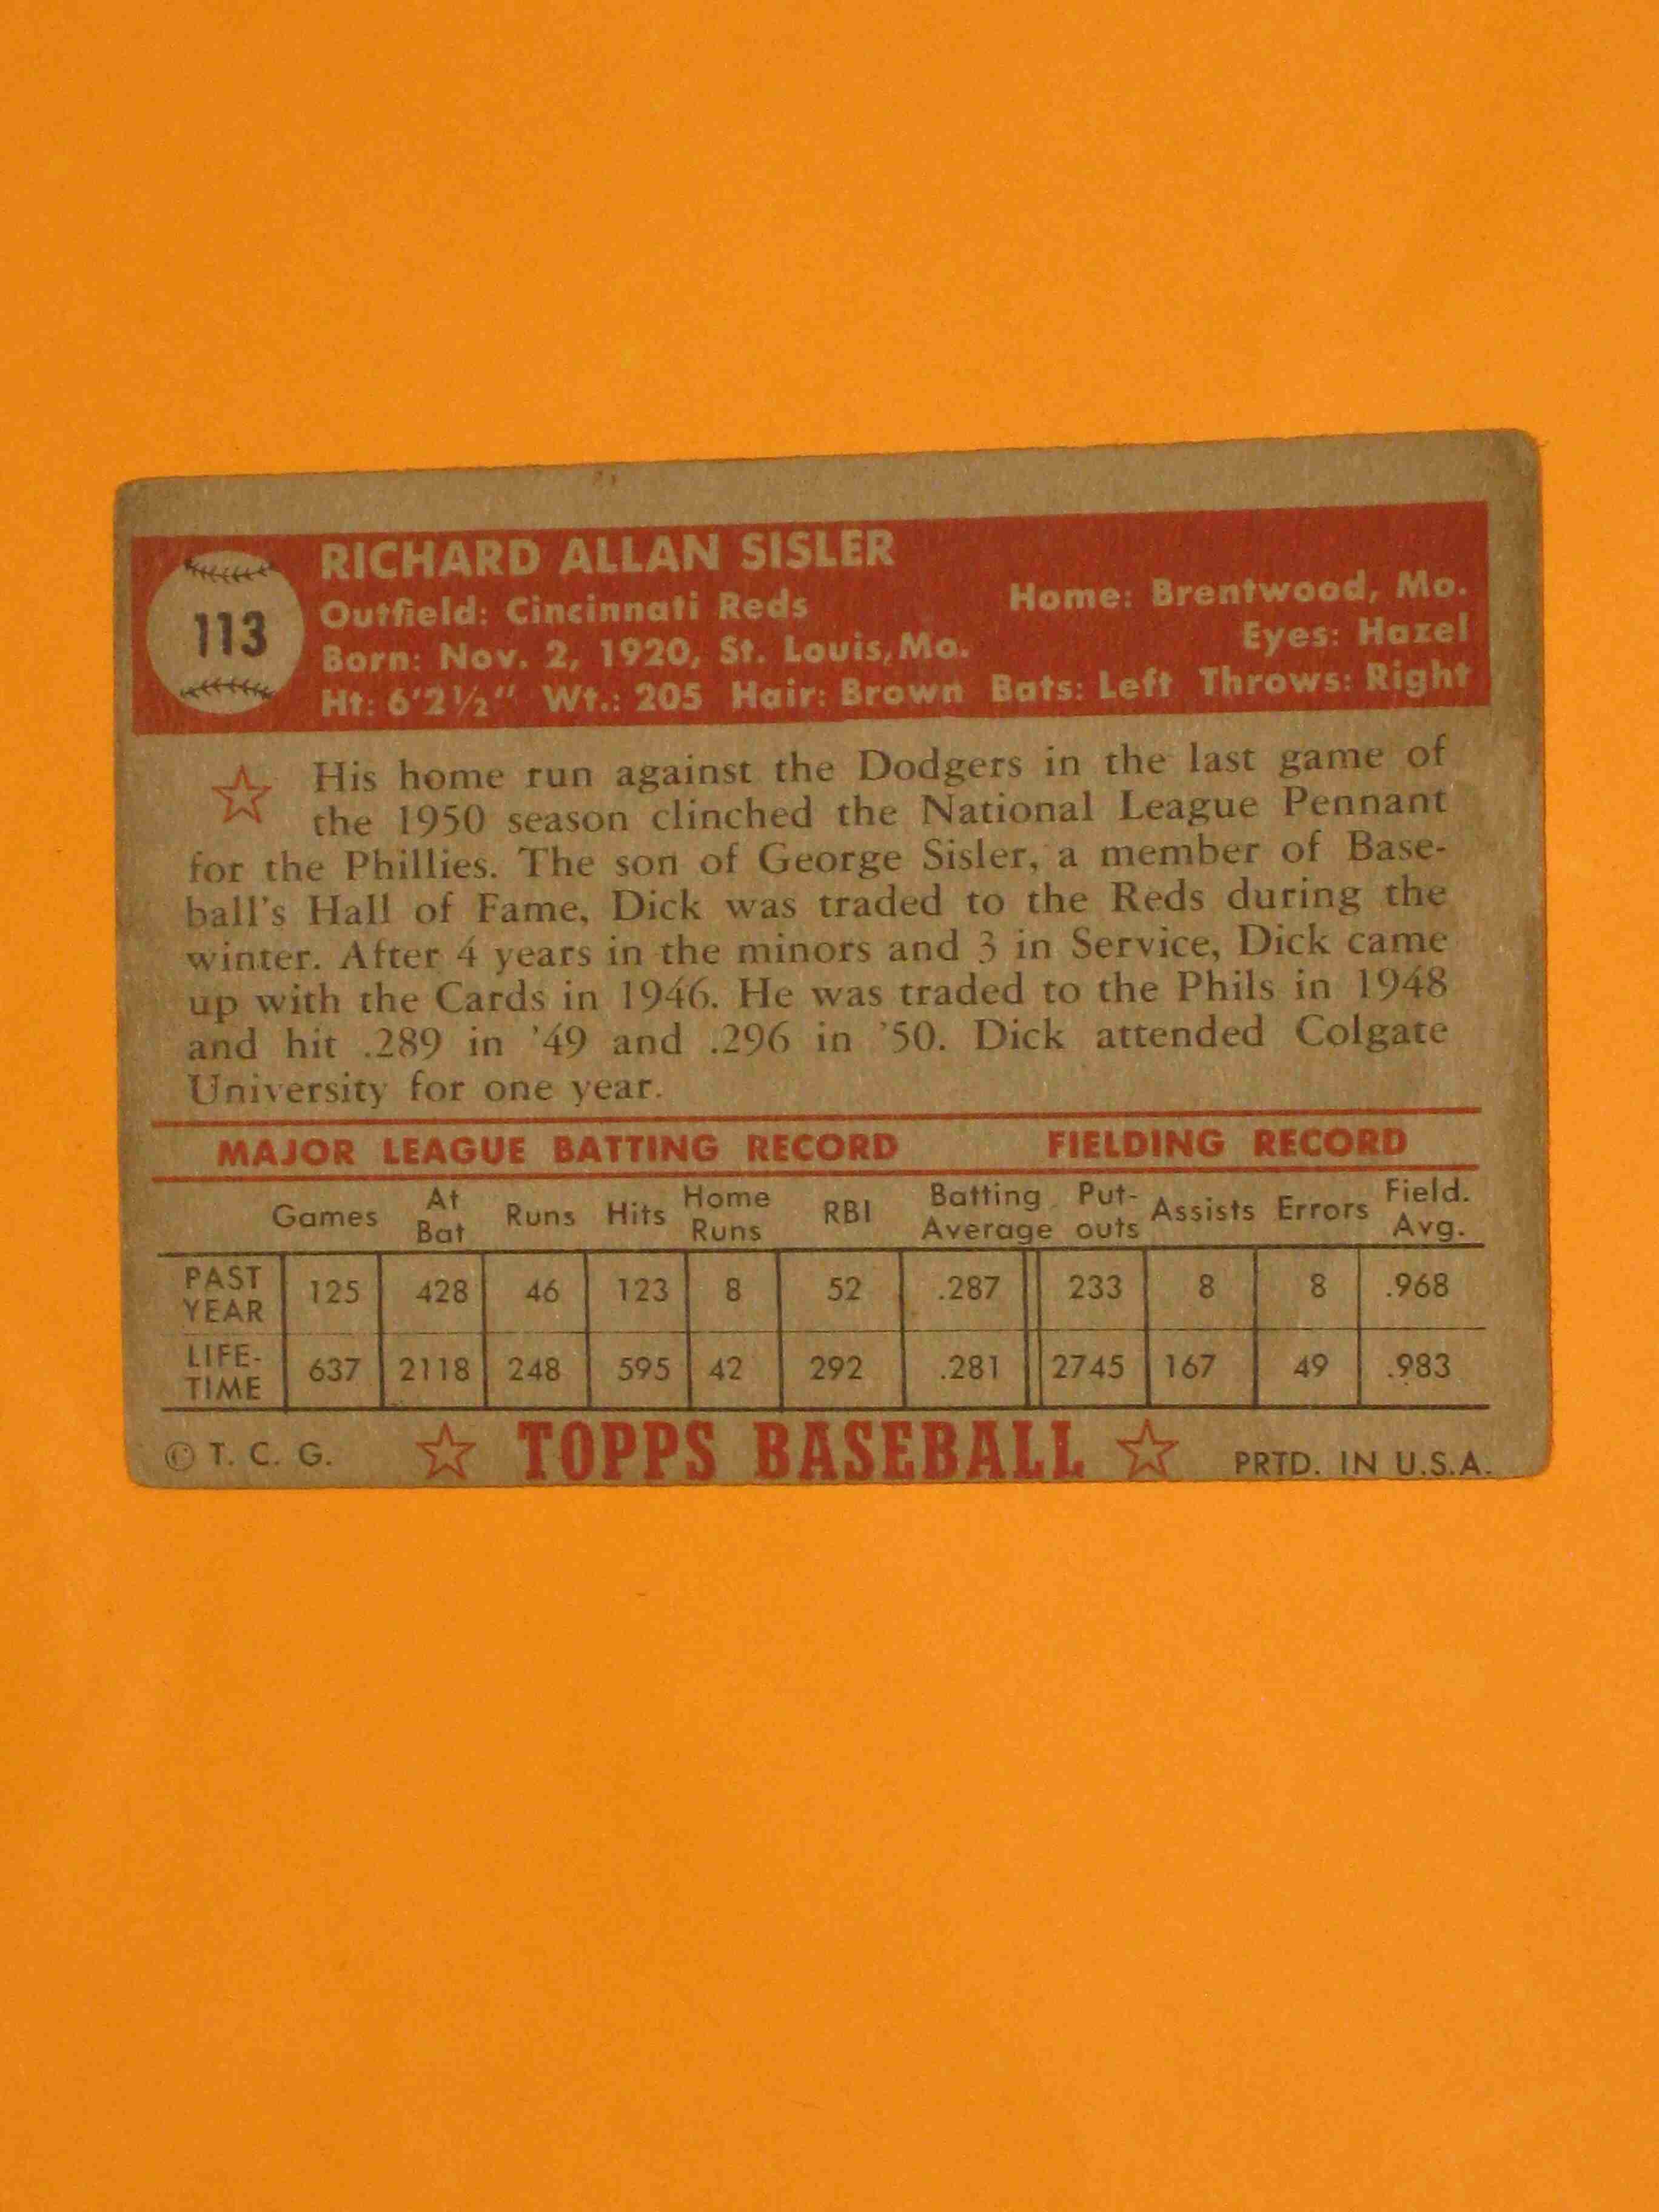 113
RICHARD ALLAN SISLER
Outfield: Cincinnati Reds Home: Brentwood, Mo.
Born: Nov. 2, 1920, St. Louis, Mo. Eyes: Hazel
Ht: 6'2½" Wt.: 205 Hair: Brown Bats: Left Throws: Right
His home run against the Dodgers in the last game of
the 1950 season clinched the National League Pennant
for the Phillies. The son of George Sisler, a member of Base-
ball's Hall of Fame, Dick was traded to the Reds during the
winter. After 4 years in the minors and 3 in Service, Dick came
up with the Cards in 1946. He was traded to the Phils in 1948
and hit .289 in '49 and .296 in '50. Dick attended Colgate
University for one year.
MAJOR LEAGUE BATTING RECORD FIELDING RECORD
Games At Bat Runs Hits Home Runs RBI Batting Average Put-outs Assists Errors Field. Avg.
PAST YEAR 125 428 46 123 8 52 .287 233 8 8 .968
LIFE-TIME 637 2118 248 595 42 292 .281 2745 167 49 .983
© T. C. G. TOPPS BASEBALL PRTD. IN U.S.A.